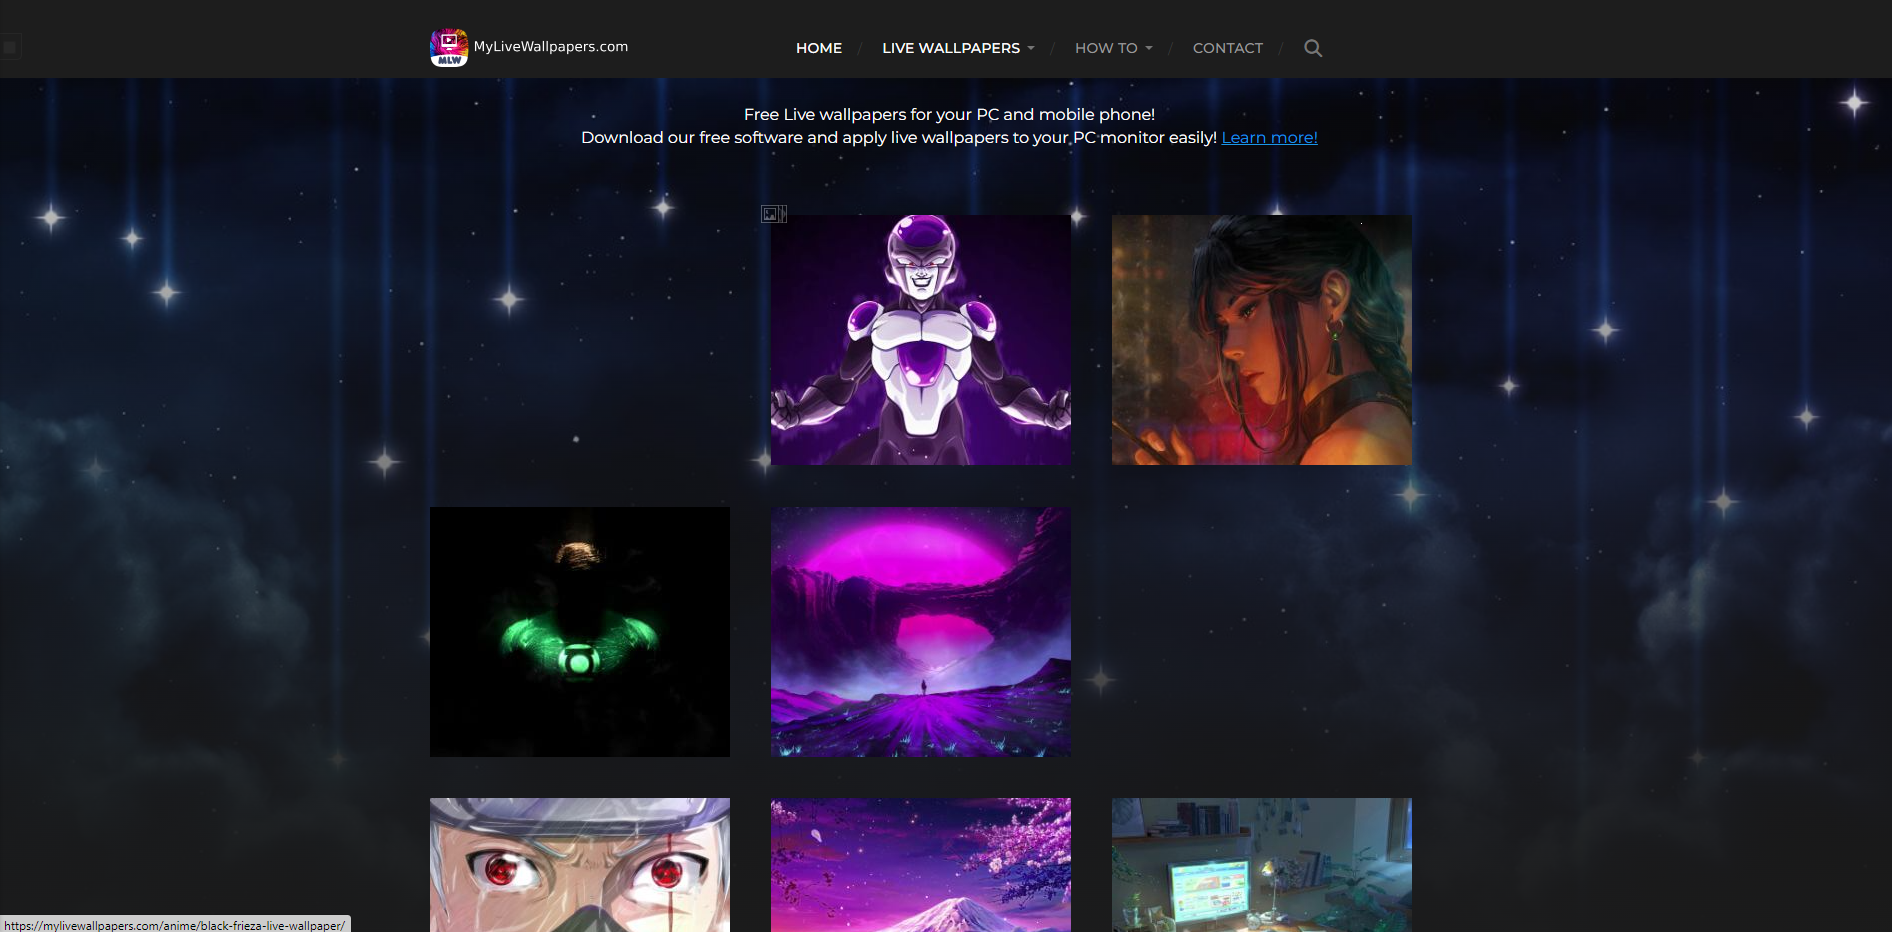 MLW
MyLiveWallpapers.com
HOME / LIVE WALLPAPERS / HOW TO / CONTACT /
Free Live wallpapers for your PC and mobile phone!
Download our free software and apply live wallpapers to your PC monitor easily! Learn more!
https://mylivewallpapers.com/anime/black-frieza-live-wallpaper/